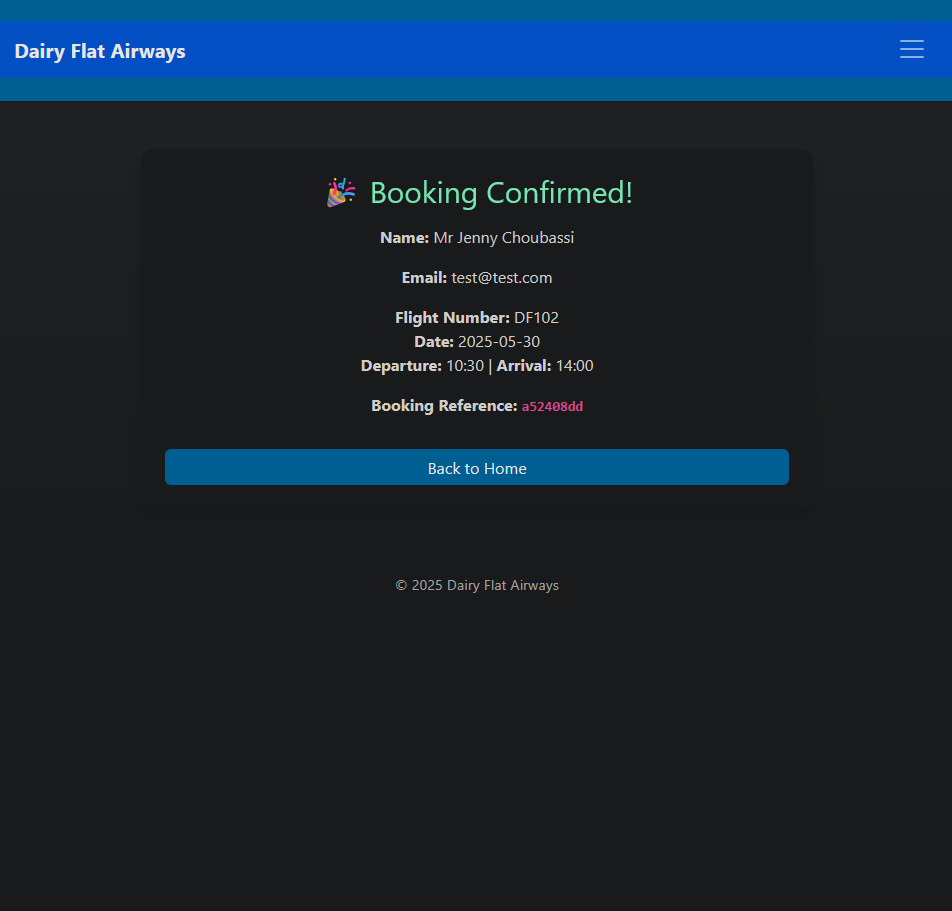 Dairy Flat Airways
🎉 Booking Confirmed!
Name: Mr Jenny Choubassi
Email: test@test.com
Flight Number: DF102
Date: 2025-05-30
Departure: 10:30 | Arrival: 14:00
Booking Reference: a52408dd
Back to Home
© 2025 Dairy Flat Airways